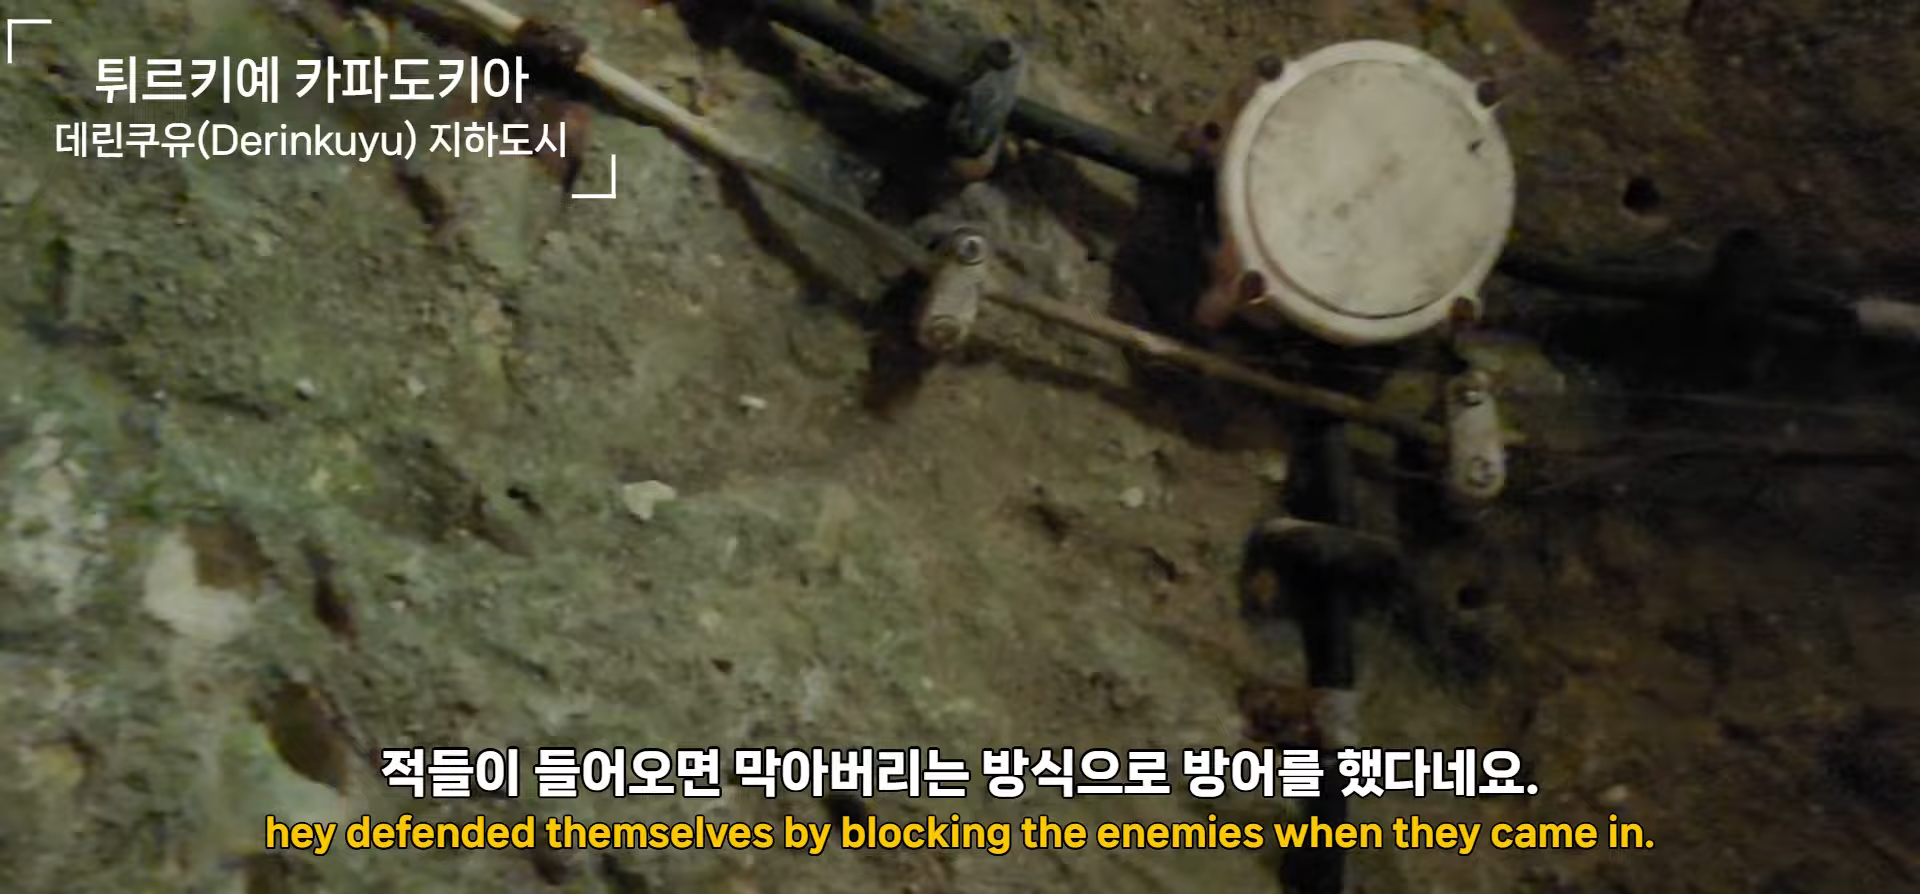 튀르키예 카파도키아
데린쿠유(Derinkuyu) 지하도시
적들이 들어오면 막아버리는 방식으로 방어를 했다네요.
hey defended themselves by blocking the enemies when they came in.